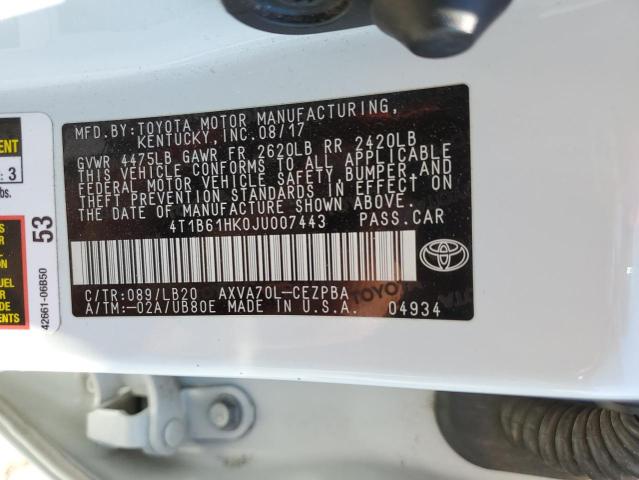 MFD.BY:TOYOTA MOTOR MANUFACTURING,
KENTUCKY, INC.08/17
GVWR 4475LB GAWR FR 2620LB RR 2420LB
THIS VEHICLE CONFORMS TO ALL APPLICABLE
FEDERAL MOTOR VEHICLE SAFETY,BUMPER,AND
THEFT PREVENTION STANDARDS IN EFFECT ON
THE DATE OF MANUFACTURE SHOWN ABOVE.
4T1B61HK0JU007443 PASS.CAR
C/TR:089/LB20 AXVA70L-CEZPBA
A/TM:-02A/UB80E MADE IN U.S.A. 04934
TOYOTA
53
42661-06B50
: 3
lbs.